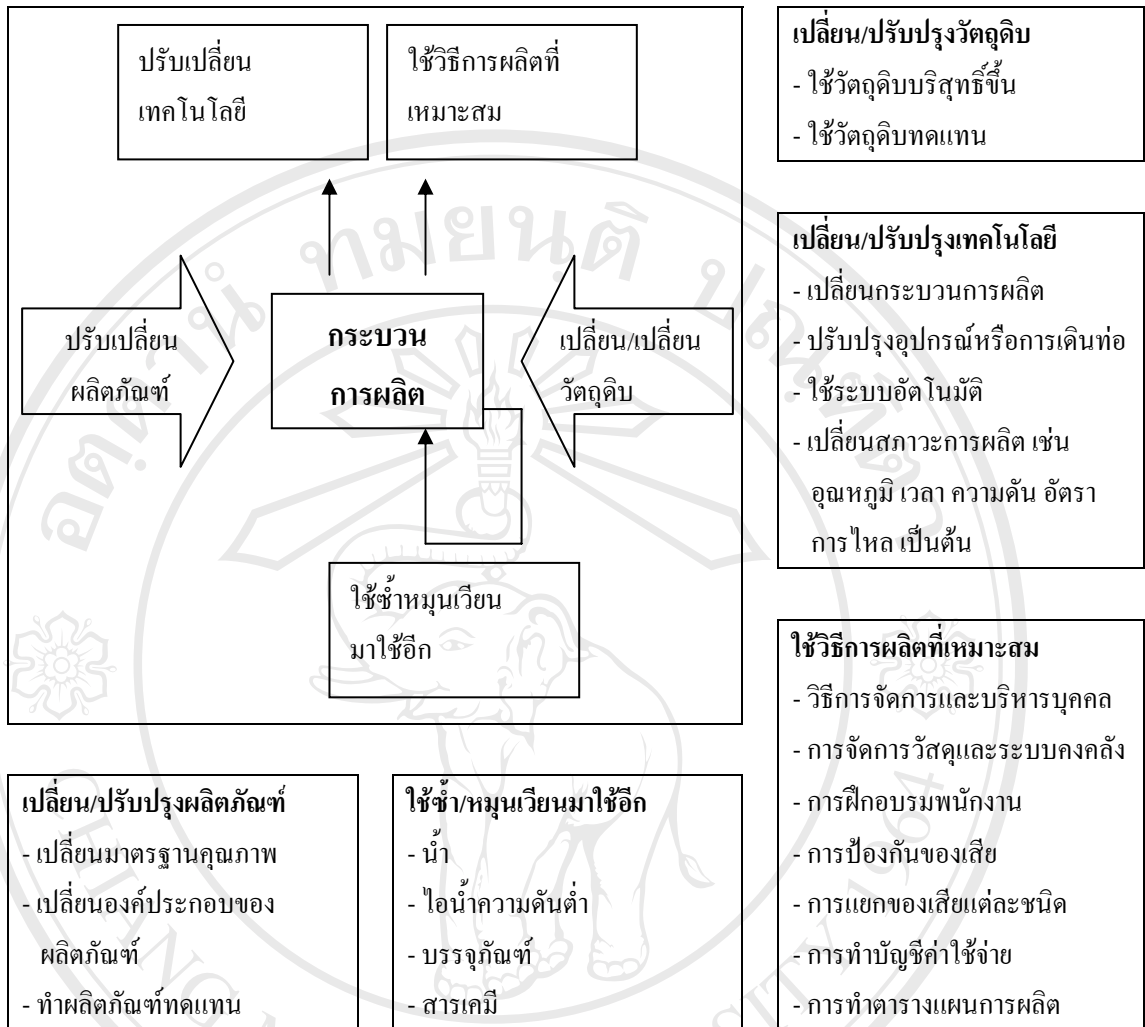 ปรับเปลี่ยน
เทคโนโลยี
ใช้วิธีการผลิตที่
เหมาะสม
ปรับเปลี่ยน
ผลิตภัณฑ์
กระบวน
การผลิต
เปลี่ยน/เปลี่ยน
วัตถุดิบ
ใช้ซ้ำหมุนเวียน
มาใช้อีก
เปลี่ยน/ปรับปรุงวัตถุดิบ
- ใช้วัตถุดิบบริสุทธิ์ขึ้น
- ใช้วัตถุดิบทดแทน
เปลี่ยน/ปรับปรุงเทคโนโลยี
- เปลี่ยนกระบวนการผลิต
- ปรับปรุงอุปกรณ์หรือการเดินท่อ
- ใช้ระบบอัตโนมัติ
- เปลี่ยนสภาวะการผลิต เช่น
อุณหภูมิ เวลา ความดัน อัตรา
การไหล เป็นต้น
ใช้วิธีการผลิตที่เหมาะสม
- วิธีการจัดการและบริหารบุคคล
- การจัดการวัสดุและระบบคงคลัง
- การฝึกอบรมพนักงาน
- การป้องกันของเสีย
- การแยกของเสียแต่ละชนิด
- การทำบัญชีค่าใช้จ่าย
- การทำตารางแผนการผลิต
เปลี่ยน/ปรับปรุงผลิตภัณฑ์
- เปลี่ยนมาตรฐานคุณภาพ
- เปลี่ยนองค์ประกอบของ
ผลิตภัณฑ์
- ทำผลิตภัณฑ์ทดแทน
ใช้ซ้ำ/หมุนเวียนมาใช้อีก
- น้ำ
- ไอน้ำความดันต่ำ
- บรรจุภัณฑ์
- สารเคมี